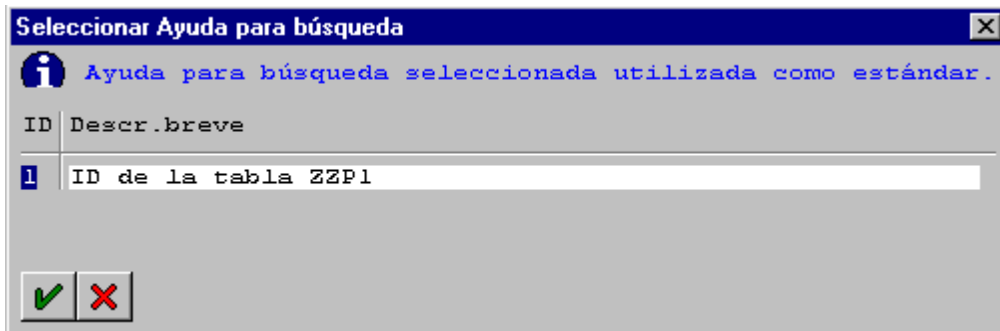 Seleccionar Ayuda para búsqueda
Ayuda para búsqueda seleccionada utilizada como estándar.
ID Descr.breve
1 ID de la tabla ZZP1